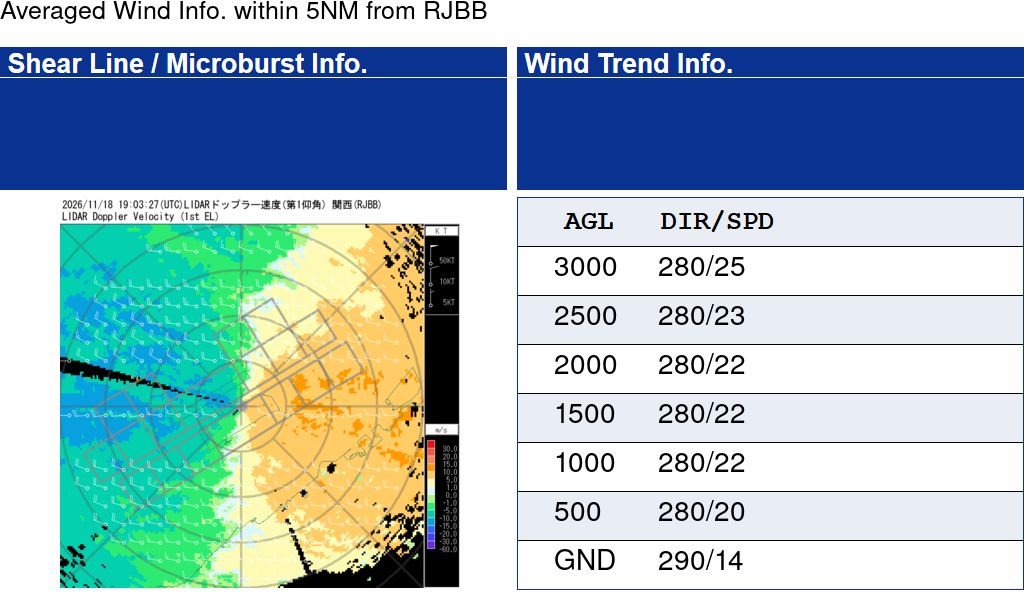 Averaged Wind Info. within 5NM from RJBB
Shear Line / Microburst Info.
Wind Trend Info.
2026/11/18 19:03:27(UTC)LIDARドップラー速度(第1仰角) 関西(RJBB)
LIDAR Doppler Velocity (1st EL)
KT
50KT
10KT
5KT
m/s
30.0
20.0
15.0
10.0
5.0
1.0
0.0
-1.0
-5.0
-10.0
-15.0
-20.0
-30.0
-60.0
AGL DIR/SPD
3000 280/25
2500 280/23
2000 280/22
1500 280/22
1000 280/22
500 280/20
GND 290/14